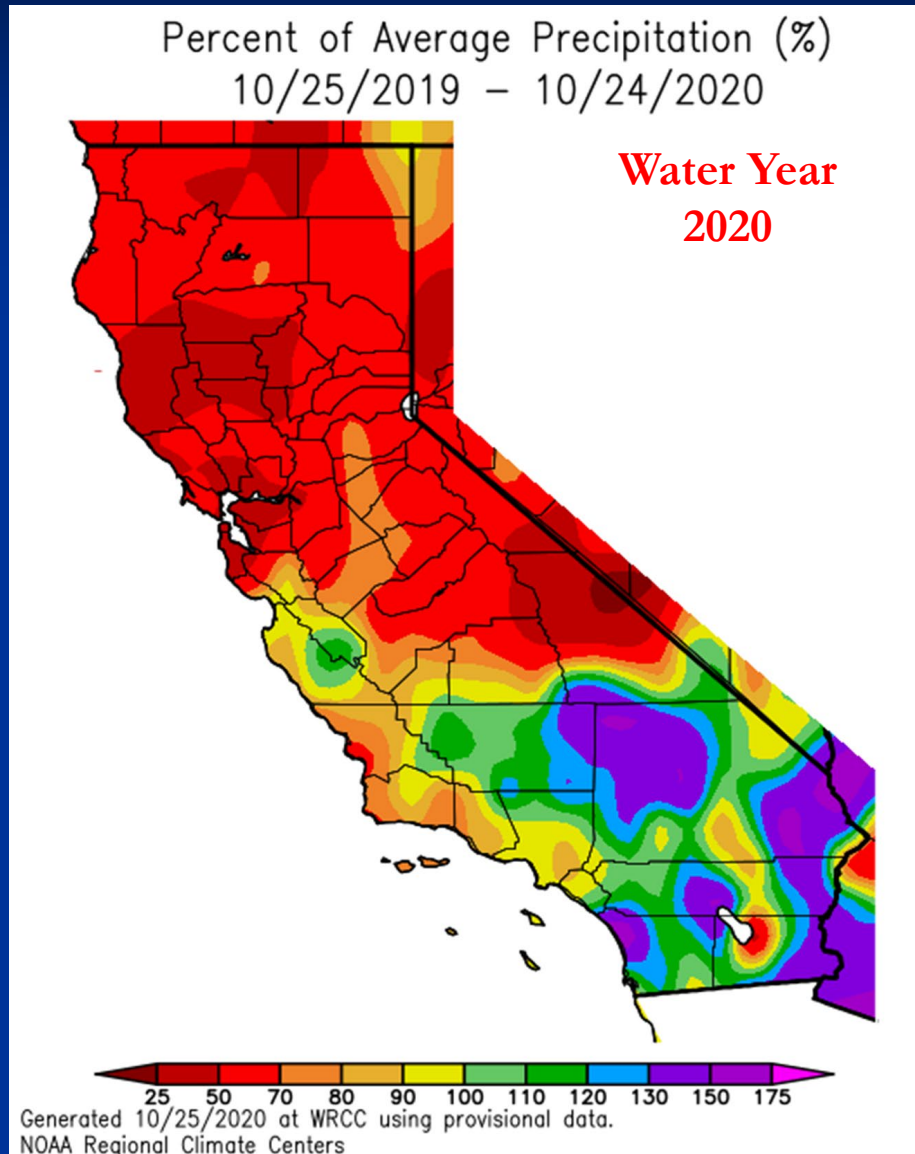 Percent of Average Precipitation (%)
10/25/2019 – 10/24/2020
Water Year
2020
25 50 70 80 90 100 110 120 130 150 175
Generated 10/25/2020 at WRCC using provisional data.
NOAA Regional Climate Centers